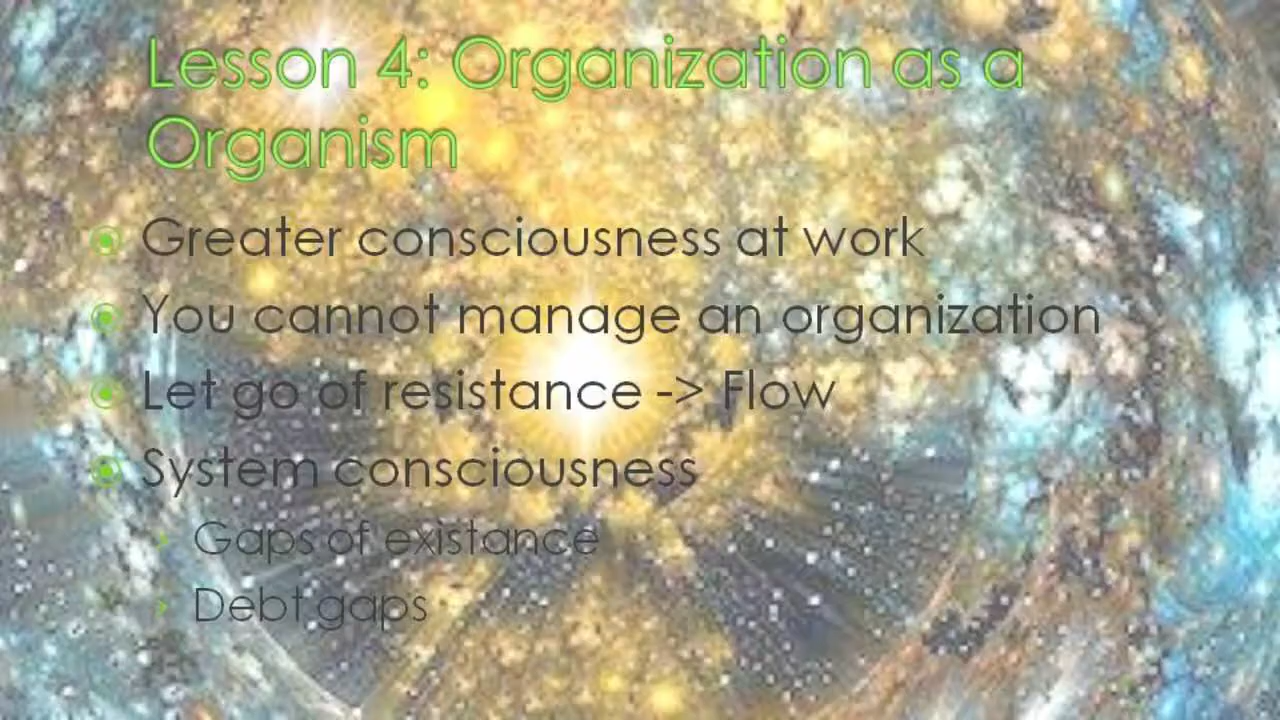 Lesson 4: Organization as a
Organism
Greater consciousness at work
You cannot manage an organization
Let go of resistance -> Flow
System consciousness
Gaps of existance
Debt gaps